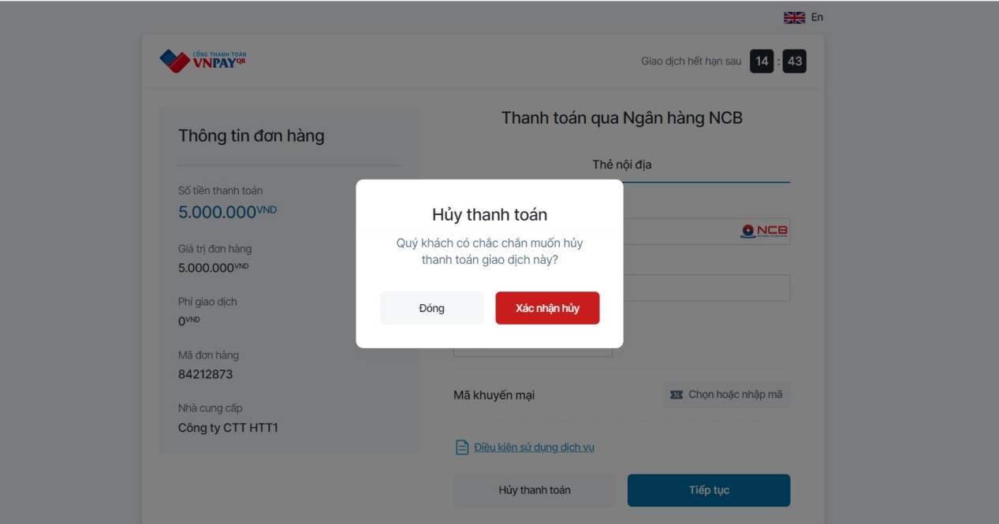 En
CỔNG THANH TOÁN
VNPAYQR
Giao dịch hết hạn sau 14 : 43
Thông tin đơn hàng
Số tiền thanh toán
5.000.000VND
Giá trị đơn hàng
5.000.000VND
Phí giao dịch
0VND
Mã đơn hàng
84212873
Nhà cung cấp
Công ty CTT HTT1
Thanh toán qua Ngân hàng NCB
Thẻ nội địa
NCB
Hủy thanh toán
Quý khách có chắc chắn muốn hủy
thanh toán giao dịch này?
Đóng
Xác nhận hủy
Mã khuyến mại
Chọn hoặc nhập mã
Điều kiện sử dụng dịch vụ
Hủy thanh toán
Tiếp tục